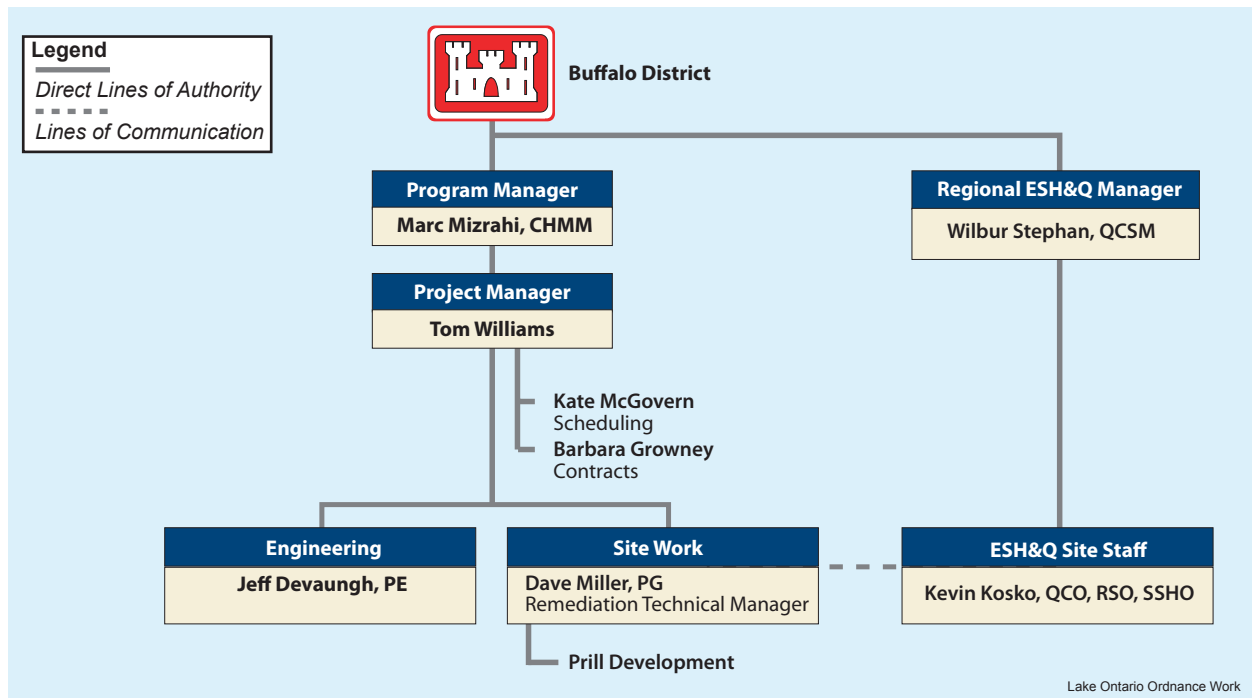 Legend
Direct Lines of Authority
Lines of Communication
Buffalo District
Program Manager
Marc Mizrahi, CHMM
Regional ESH&Q Manager
Wilbur Stephan, QCSM
Project Manager
Tom Williams
Kate McGovern
Scheduling
Barbara Growney
Contracts
Engineering
Jeff Devaungh, PE
Site Work
Dave Miller, PG
Remediation Technical Manager
ESH&Q Site Staff
Kevin Kosko, QCO, RSO, SSHO
Prill Development
Lake Ontario Ordnance Work